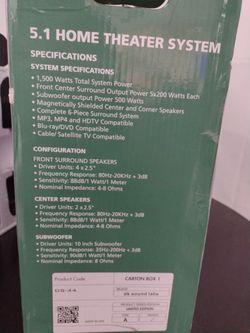 5.1 HOME THEATER SYSTEM
SPECIFICATIONS
SYSTEM SPECIFICATIONS
• 1,500 Watts Total System Power
• Front Center Surround Output Power 5x200 Watts Each
• Subwoofer output Power 500 Watts
• Magnetically Shielded Center and Corner Speakers
• Complete 6-Piece Surround System
• MP3, MP4 and HDTV Compatible
• Blu-ray/DVD Compatible
• Cable/ Satellite TV Compatible
CONFIGURATION
FRONT SURROUND SPEAKERS
• Driver Units: 4 x 2.5"
• Frequency Response: 80Hz-20KHz + 3dB
• Sensitivity: 88dB/1 Watt/1 Meter
• Nominal Impedance: 4-8 Ohms
CENTER SPEAKERS
• Driver Units: 2 x 2.5"
• Frequency Response: 80Hz-20KHz + 3dB
• Sensitivity: 88dB/1 Watt/1 Meter
• Nominal Impedance: 4-8 Ohms
SUBWOOFER
• Driver Units: 10 Inch Subwoofer
• Frequency Response: 35Hz-200Hz + 3dB
• Sensitivity: 90dB/1 Watt/1 Meter
• Nominal Impedance: 8 Ohms
Product Code
CARTON BOX 1
LIMITED EDITION
A